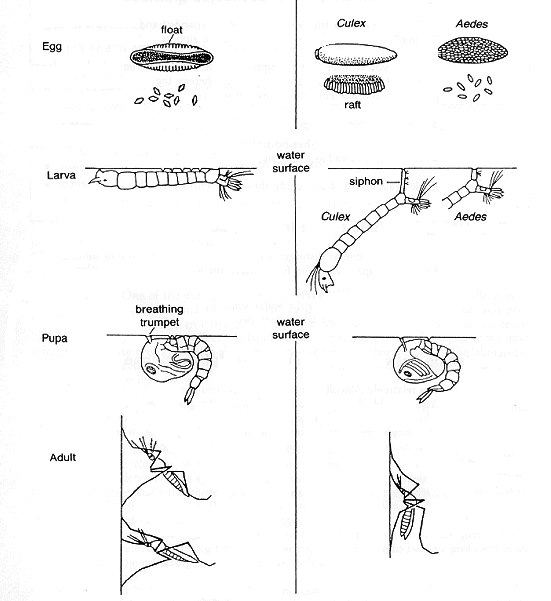 Egg
float
Culex
Aedes
raft
Larva
water
surface
siphon
Culex
Aedes
Pupa
breathing
trumpet
water
surface
Adult